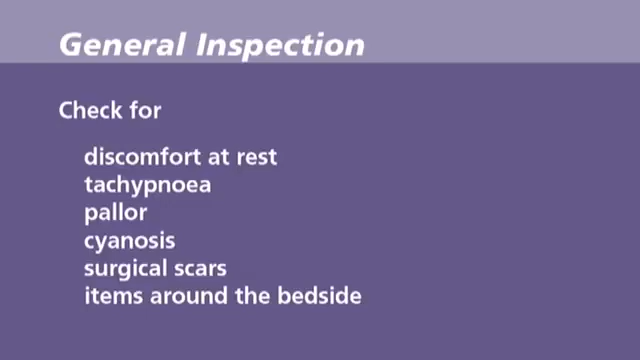 General Inspection
Check for
discomfort at rest
tachypnoea
pallor
cyanosis
surgical scars
items around the bedside